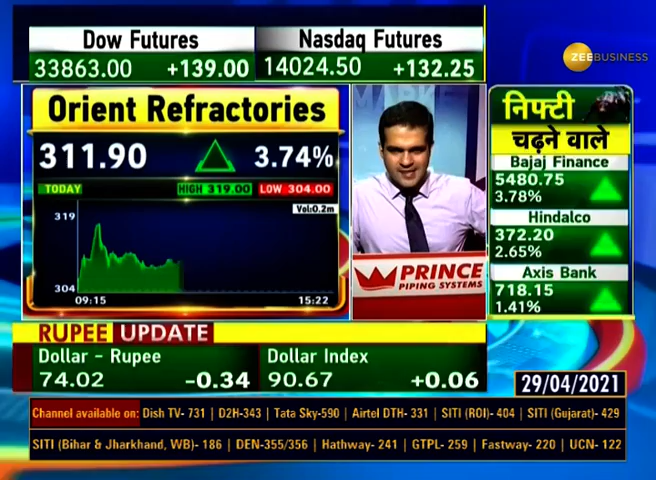 Dow Futures
33863.00 +139.00
Nasdaq Futures
14024.50 +132.25
ZEE BUSINESS
Orient Refractories
311.90 3.74%
TODAY HIGH 319.00 LOW 304.00
Vol:0.2m
319
304
09:15 15:22
PRINCE
PIPING SYSTEMS
निफ्टी
चढ़ने वाले
Bajaj Finance
5480.75
3.78%
Hindalco
372.20
2.65%
Axis Bank
718.15
1.41%
RUPEE UPDATE
Dollar - Rupee
74.02 -0.34
Dollar Index
90.67 +0.06
29/04/2021
Channel available on: Dish TV- 731 | D2H-343 | Tata Sky-590 | Airtel DTH- 331 | SITI (ROI)- 404 | SITI (Gujarat)- 429
SITI (Bihar & Jharkhand, WB)- 186 | DEN-355/356 | Hathway- 241 | GTPL- 259 | Fastway- 220 | UCN- 122